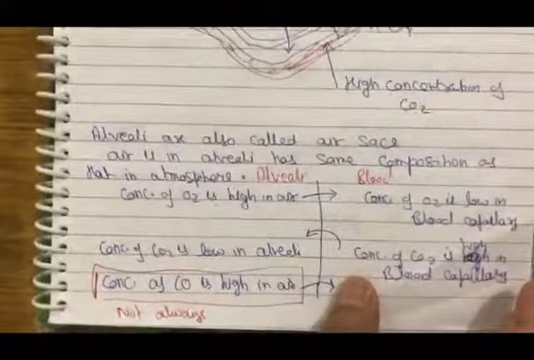 High concentration of
CO2
Alveoli are also called air sacs
air is in alveoli has same composition as
that in atmosphere. Alveoli Blood
Conc. of O2 is high in air → Conc. of O2 is low in
Blood capillary
Conc. of CO2 is low in alveoli Conc. of CO2 is high in
Blood capillary
Conc of CO is high in air
Not always